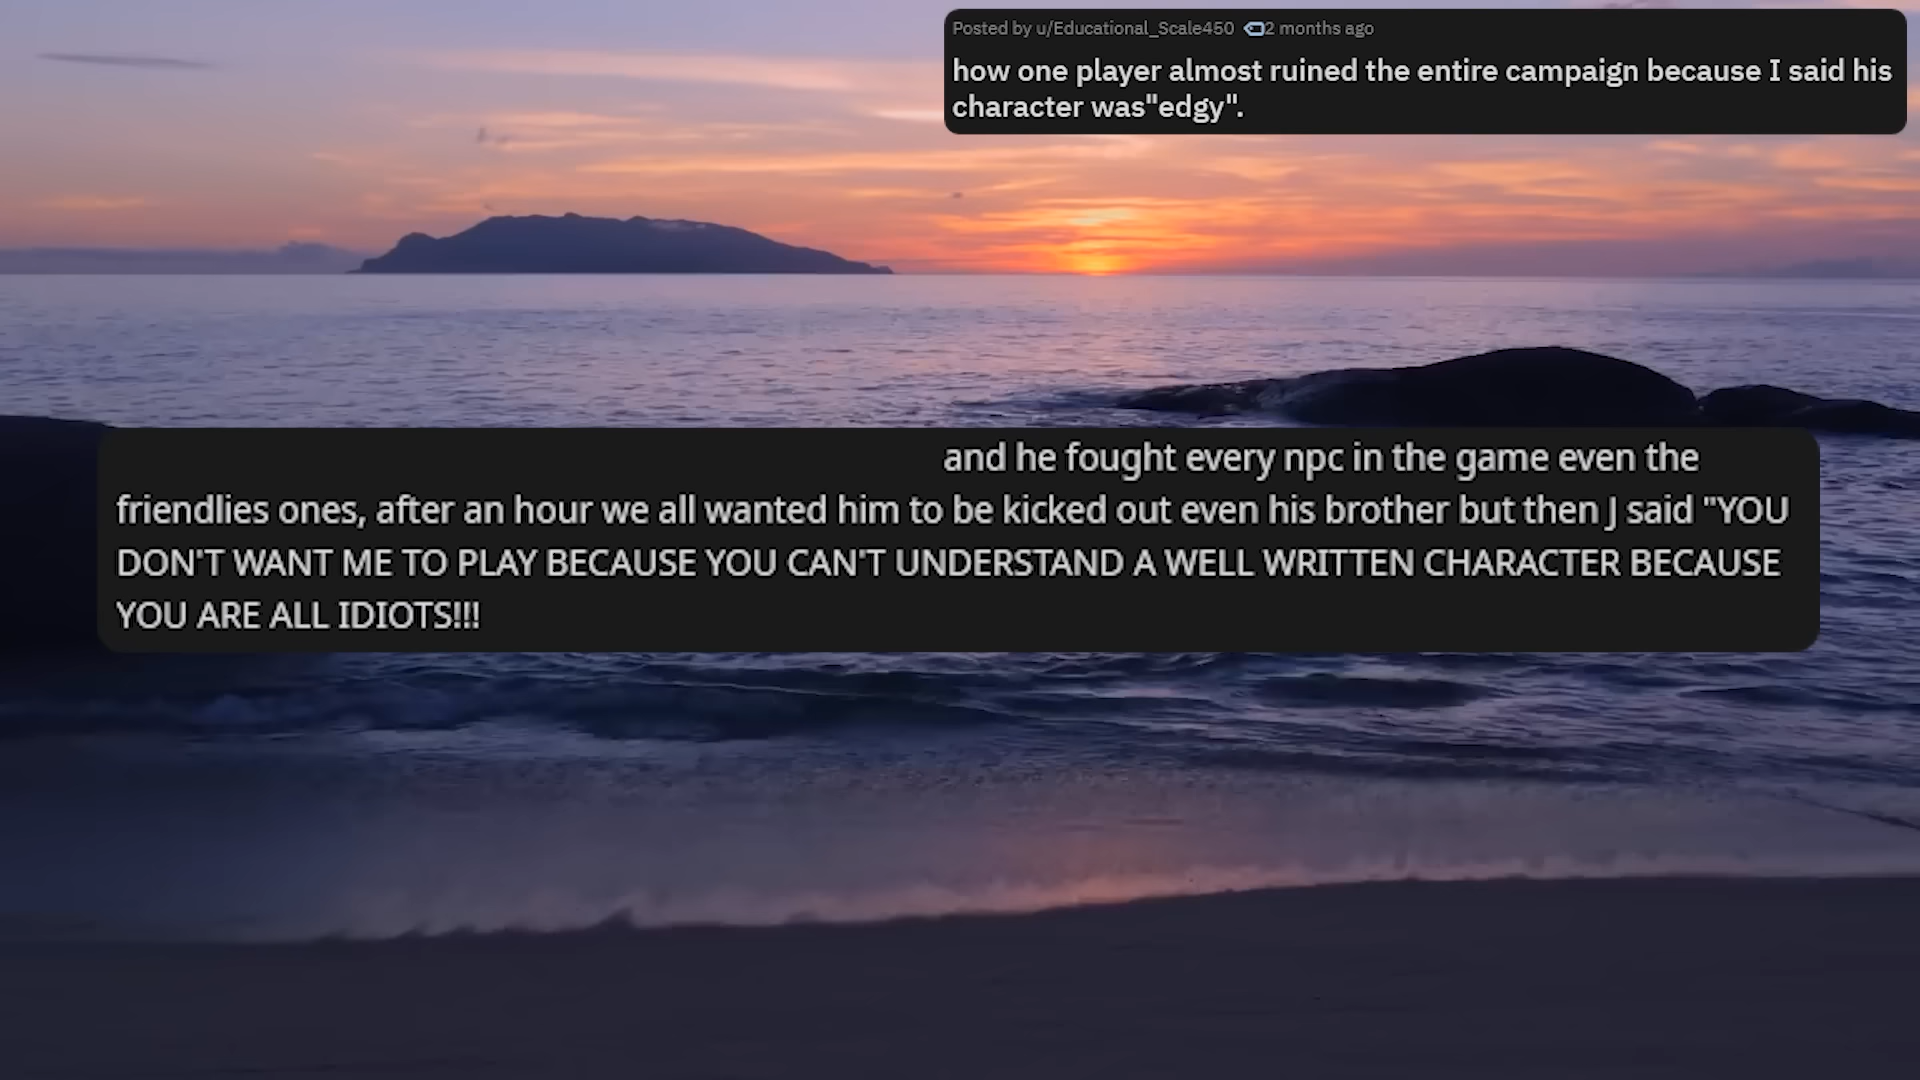 Posted by u/Educational_Scale450 2 months ago
how one player almost ruined the entire campaign because I said his
character was"edgy".
and he fought every npc in the game even the
friendlies ones, after an hour we all wanted him to be kicked out even his brother but then J said "YOU
DON'T WANT ME TO PLAY BECAUSE YOU CAN'T UNDERSTAND A WELL WRITTEN CHARACTER BECAUSE
YOU ARE ALL IDIOTS!!!